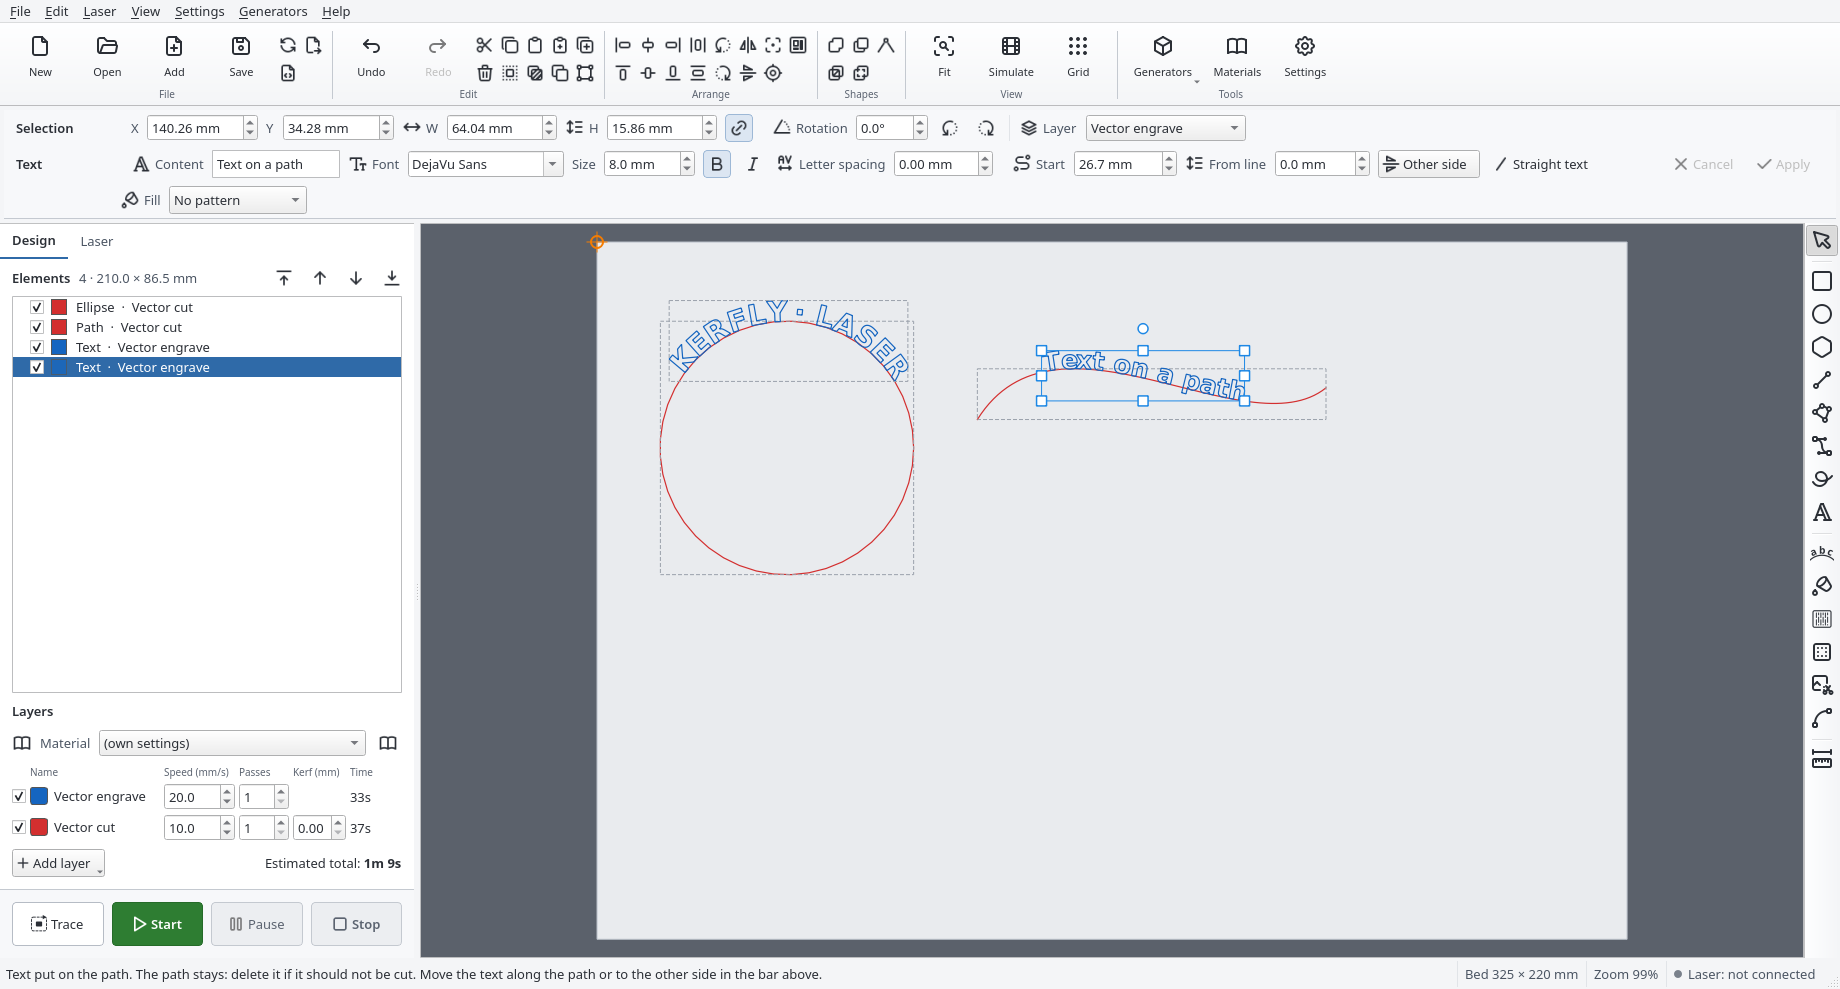 File Edit Laser View Settings Generators Help
New Open Add Save Undo Redo Fit Simulate Grid Generators Materials Settings
File Edit Arrange Shapes View Tools
Selection X 140.26 mm Y 34.28 mm W 64.04 mm H 15.86 mm Rotation 0.0° Layer Vector engrave
Text Content Text on a path Font DejaVu Sans Size 8.0 mm B I Letter spacing 0.00 mm Start 26.7 mm From line 0.0 mm Other side Straight text Cancel Apply
Fill No pattern
Design Laser
Elements 4 · 210.0 × 86.5 mm
Ellipse · Vector cut
Path · Vector cut
Text · Vector engrave
Text · Vector engrave
KERFLY · LASER
Text on a path
abc
Layers
Material (own settings)
Name Speed (mm/s) Passes Kerf (mm) Time
Vector engrave 20.0 1 33s
Vector cut 10.0 1 0.00 37s
Add layer Estimated total: 1m 9s
Trace Start Pause Stop
Text put on the path. The path stays: delete it if it should not be cut. Move the text along the path or to the other side in the bar above.
Bed 325 × 220 mm Zoom 99% Laser: not connected